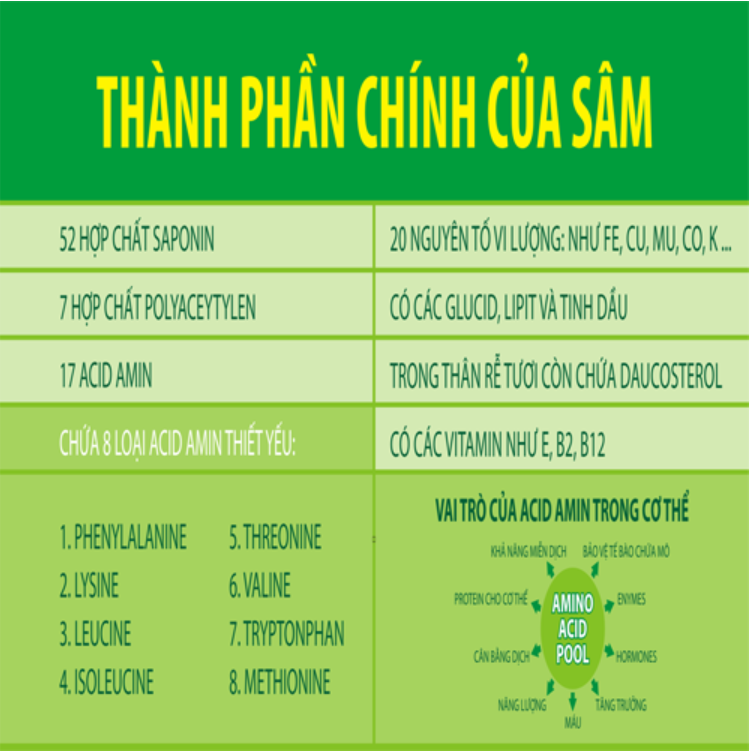 THÀNH PHẦN CHÍNH CỦA SÂM
52 HỢP CHẤT SAPONIN
20 NGUYÊN TỐ VI LƯỢNG: NHƯ FE, CU, MU, CO, K ...
7 HỢP CHẤT POLYACEYTYLEN
CÓ CÁC GLUCID, LIPIT VÀ TINH DẦU
17 ACID AMIN
TRONG THÂN RỄ TƯƠI CÒN CHỨA DAUCOSTEROL
CHỨA 8 LOẠI ACID AMIN THIẾT YẾU:
CÓ CÁC VITAMIN NHƯ E, B2, B12
1. PHENYLALANINE
2. LYSINE
3. LEUCINE
4. ISOLEUCINE
5. THREONINE
6. VALINE
7. TRYPTONPHAN
8. METHIONINE
VAI TRÒ CỦA ACID AMIN TRONG CƠ THỂ
KHẢ NĂNG MIỄN DỊCH
BẢO VỆ TẾ BÀO CHỨA MÔ
PROTEIN CHO CƠ THỂ
ENYMES
AMINO
ACID
POOL
CÂN BẰNG DỊCH
HORMONES
NĂNG LƯỢNG
TĂNG TRƯỞNG
MÁU